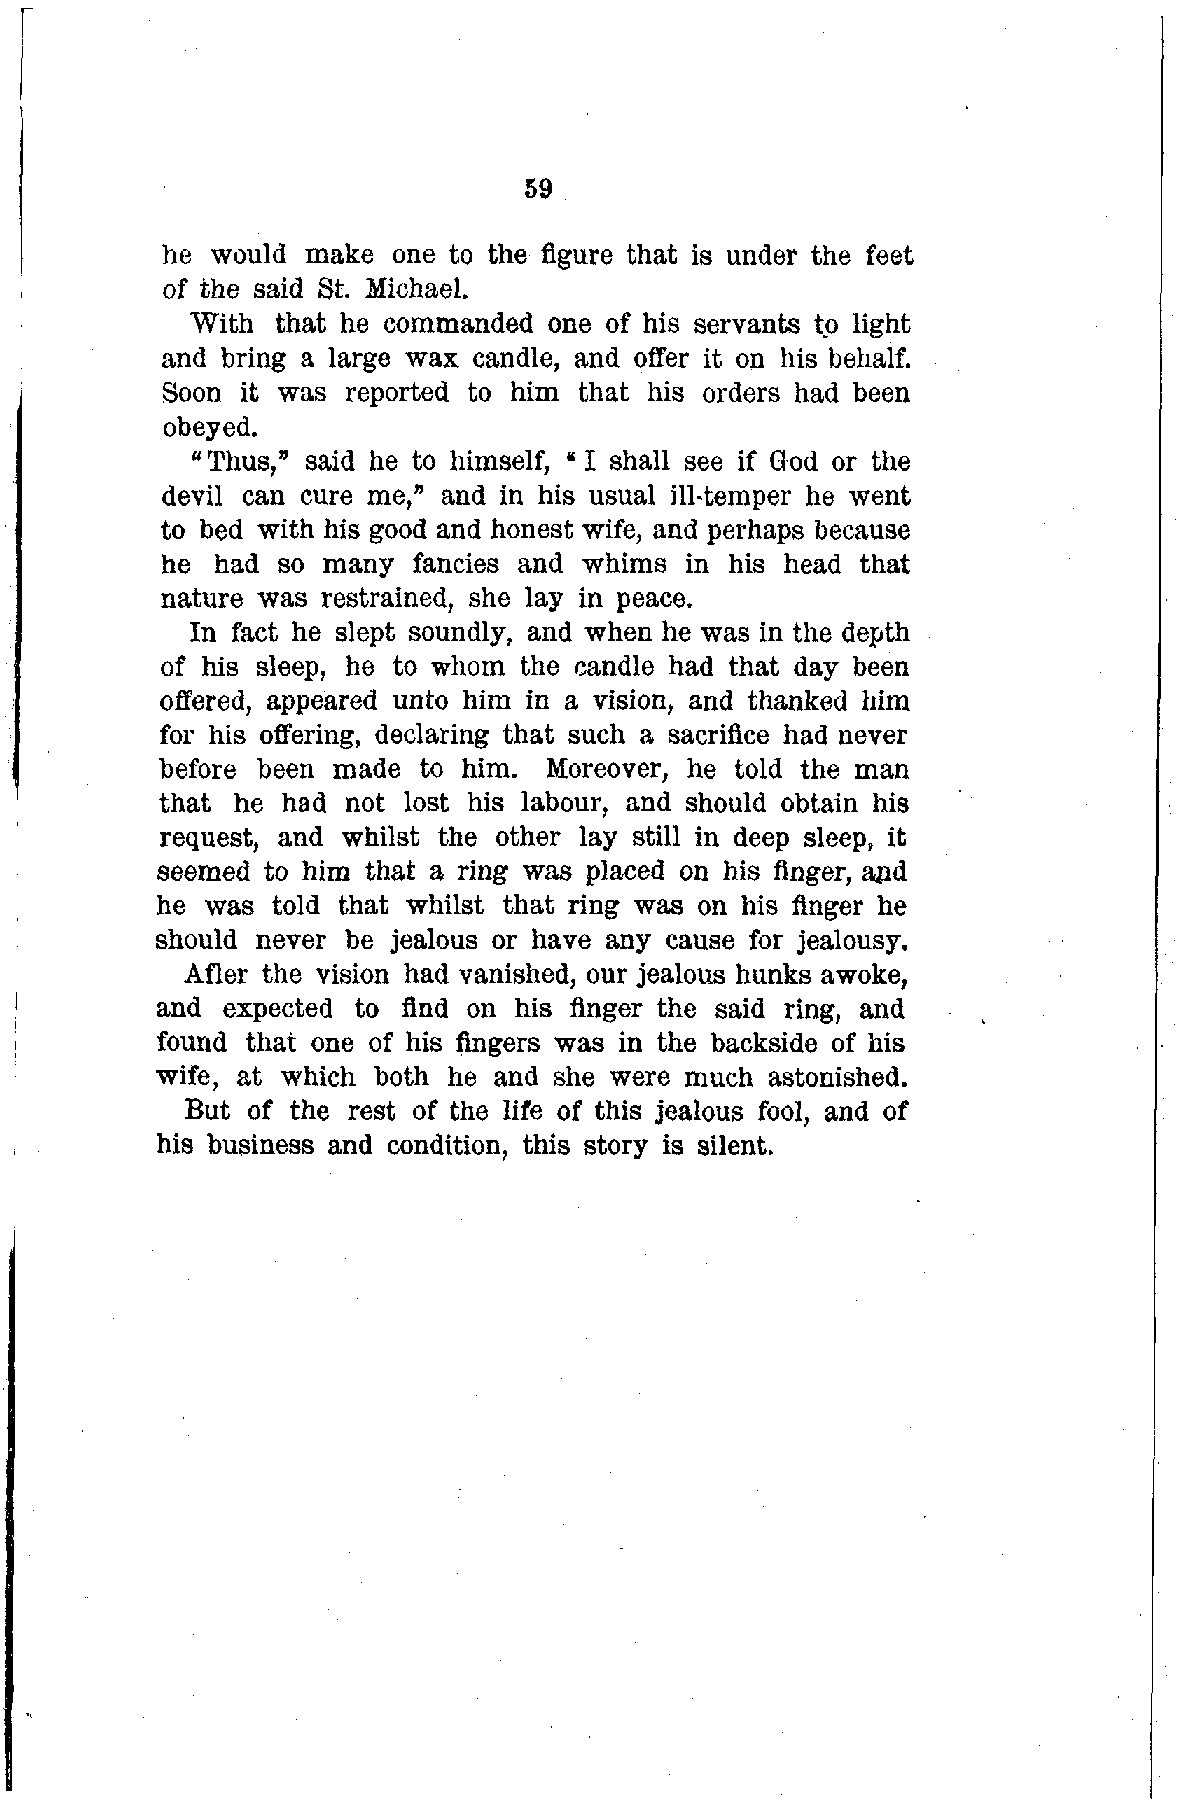 59
he would make one to the figure that is under the feet
of the said St. Michael.
With that he commanded one of his servants to light
and bring a large wax candle, and offer it on his behalf.
Soon it was reported to him that his orders had been
obeyed.
"Thus," said he to himself, "I shall see if God or the
devil can cure me," and in his usual ill-temper he went
to bed with his good and honest wife, and perhaps because
he had so many fancies and whims in his head that
nature was restrained, she lay in peace.
In fact he slept soundly, and when he was in the depth
of his sleep, he to whom the candle had that day been
offered, appeared unto him in a vision, and thanked him
for his offering, declaring that such a sacrifice had never
before been made to him. Moreover, he told the man
that he had not lost his labour, and should obtain his
request, and whilst the other lay still in deep sleep, it
seemed to him that a ring was placed on his finger, and
he was told that whilst that ring was on his finger he
should never be jealous or have any cause for jealousy.
Afler the vision had vanished, our jealous hunks awoke,
and expected to find on his finger the said ring, and
found that one of his fingers was in the backside of his
wife, at which both he and she were much astonished.
But of the rest of the life of this jealous fool, and of
his business and condition, this story is silent.